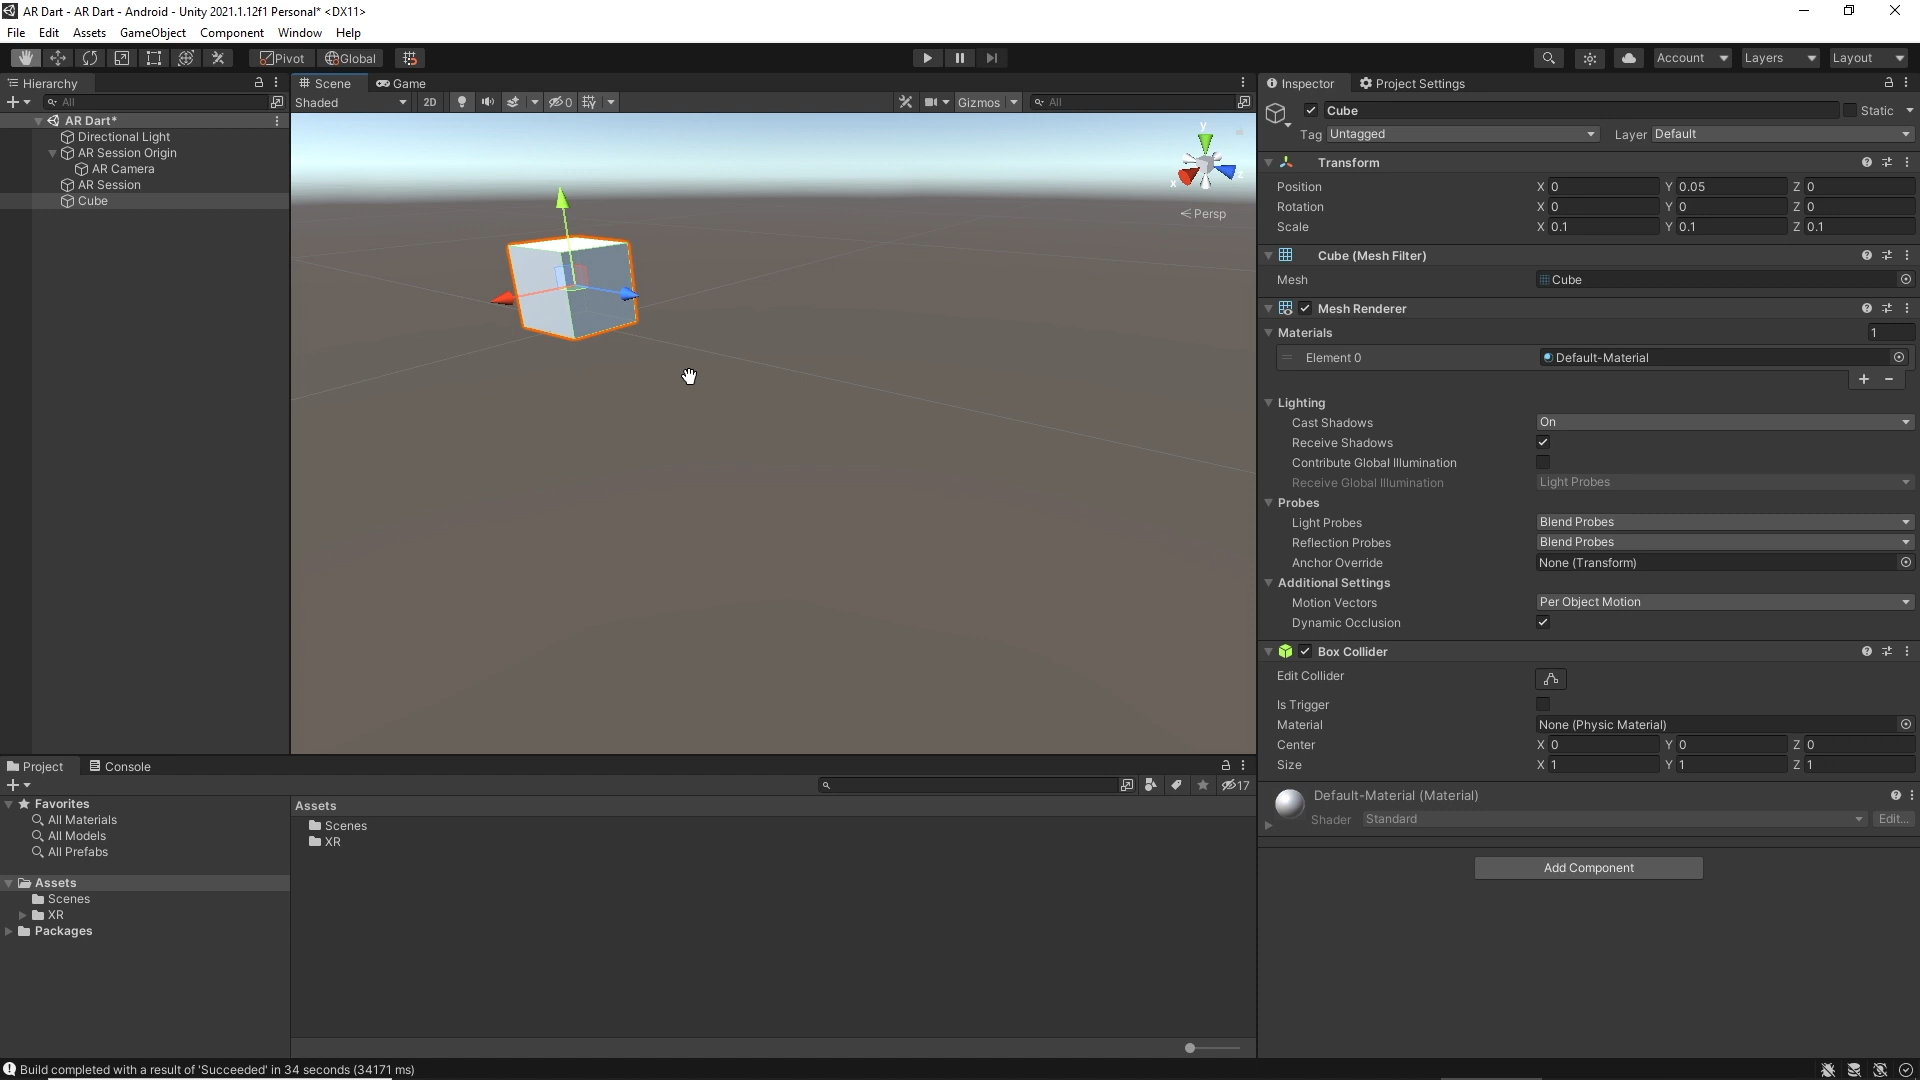 AR Dart - AR Dart - Android - Unity 2021.1.12f1 Personal* <DX11>
File Edit Assets GameObject Component Window Help
Pivot Global Account Layers Layout
Hierarchy
All
AR Dart*
Directional Light
AR Session Origin
AR Camera
AR Session
Cube
Scene Game
Shaded 2D 0 Gizmos All
y
x z
Persp
Inspector Project Settings
Cube Static
Tag Untagged Layer Default
Transform
Position X 0 Y 0.05 Z 0
Rotation X 0 Y 0 Z 0
Scale X 0.1 Y 0.1 Z 0.1
Cube (Mesh Filter)
Mesh Cube
Mesh Renderer
Materials 1
Element 0 Default-Material
Lighting
Cast Shadows On
Receive Shadows
Contribute Global Illumination
Receive Global Illumination Light Probes
Probes
Light Probes Blend Probes
Reflection Probes Blend Probes
Anchor Override None (Transform)
Additional Settings
Motion Vectors Per Object Motion
Dynamic Occlusion
Box Collider
Edit Collider
Is Trigger
Material None (Physic Material)
Center X 0 Y 0 Z 0
Size X 1 Y 1 Z 1
Default-Material (Material)
Shader Standard Edit...
Add Component
Project Console
17
Favorites
All Materials
All Models
All Prefabs
Assets
Scenes
XR
Packages
Assets
Scenes
XR
Build completed with a result of 'Succeeded' in 34 seconds (34171 ms)